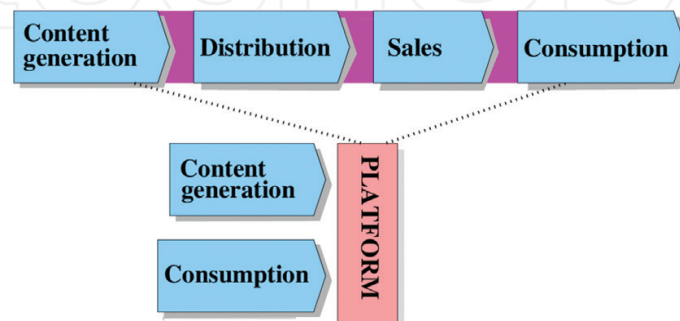 Content
generation
Distribution
Sales
Consumption
Content
generation
PLATFORM
Consumption